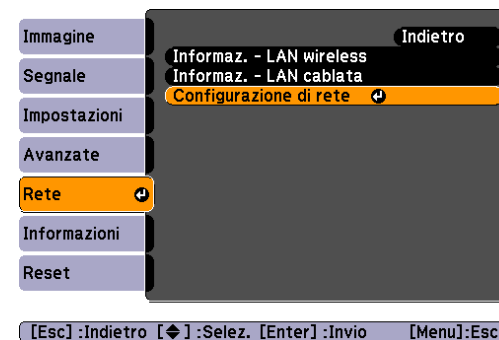 Immagine
Segnale
Impostazioni
Avanzate
Rete
Informazioni
Reset
Indietro
Informaz. - LAN wireless
Informaz. - LAN cablata
Configurazione di rete
[Esc] :Indietro [◆] :Selez. [Enter] :Invio [Menu]:Esc